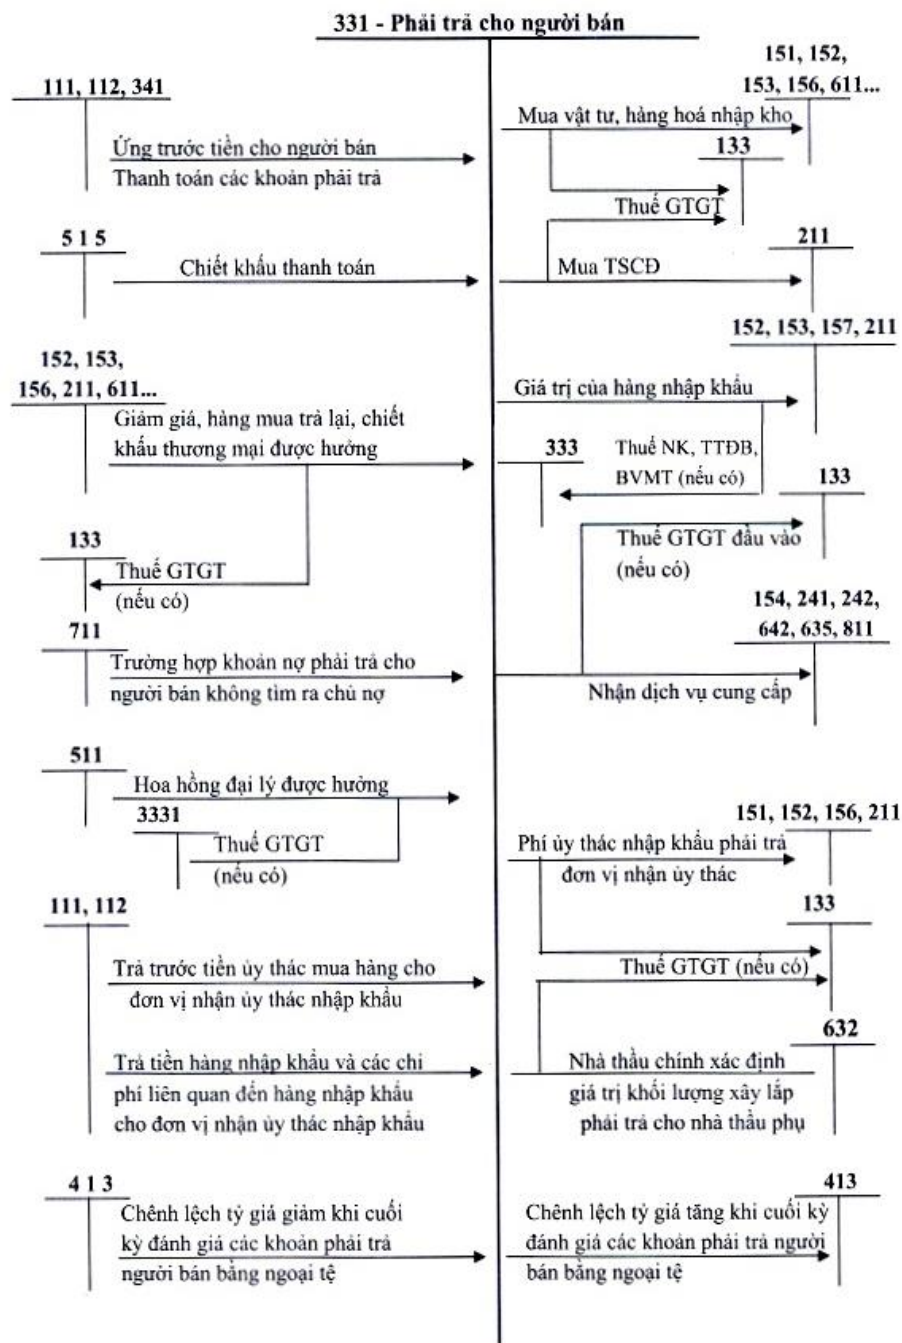 331 - Phải trả cho người bán
111, 112, 341
Ứng trước tiền cho người bán
Thanh toán các khoản phải trả
5 1 5
Chiết khấu thanh toán
152, 153,
156, 211, 611...
Giảm giá, hàng mua trả lại, chiết
khấu thương mại được hưởng
133
Thuế GTGT
(nếu có)
711
Trường hợp khoản nợ phải trả cho
người bán không tìm ra chủ nợ
511
Hoa hồng đại lý được hưởng
3331
Thuế GTGT
(nếu có)
111, 112
Trả trước tiền ủy thác mua hàng cho
đơn vị nhận ủy thác nhập khẩu
Trả tiền hàng nhập khẩu và các chi
phí liên quan đến hàng nhập khẩu
cho đơn vị nhận ủy thác nhập khẩu
4 1 3
Chênh lệch tỷ giá giảm khi cuối
kỳ đánh giá các khoản phải trả
người bán bằng ngoại tệ
151, 152,
153, 156, 611...
Mua vật tư, hàng hoá nhập kho
133
Thuế GTGT
211
Mua TSCĐ
152, 153, 157, 211
Giá trị của hàng nhập khẩu
333
Thuế NK, TTĐB,
BVMT (nếu có)
133
Thuế GTGT đầu vào
(nếu có)
154, 241, 242,
642, 635, 811
Nhận dịch vụ cung cấp
151, 152, 156, 211
Phí ủy thác nhập khẩu phải trả
đơn vị nhận ủy thác
133
Thuế GTGT (nếu có)
632
Nhà thầu chính xác định
giá trị khối lượng xây lắp
phải trả cho nhà thầu phụ
413
Chênh lệch tỷ giá tăng khi cuối kỳ
đánh giá các khoản phải trả người
bán bằng ngoại tệ